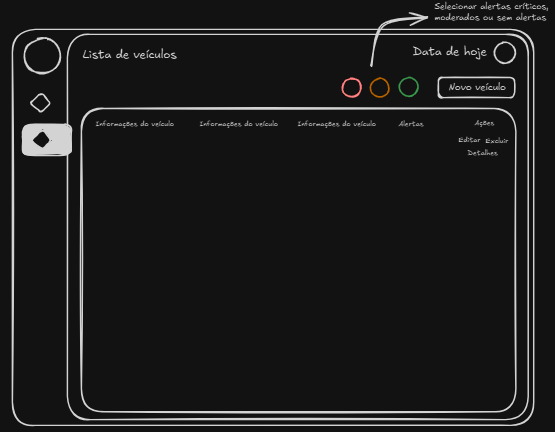 Selecionar alertas críticos,
moderados ou sem alertas
Lista de veículos
Data de hoje
Novo veículo
Informações do veículo
Informações do veículo
Informações do veículo
Alertas
Ações
Editar
Excluir
Detalhes